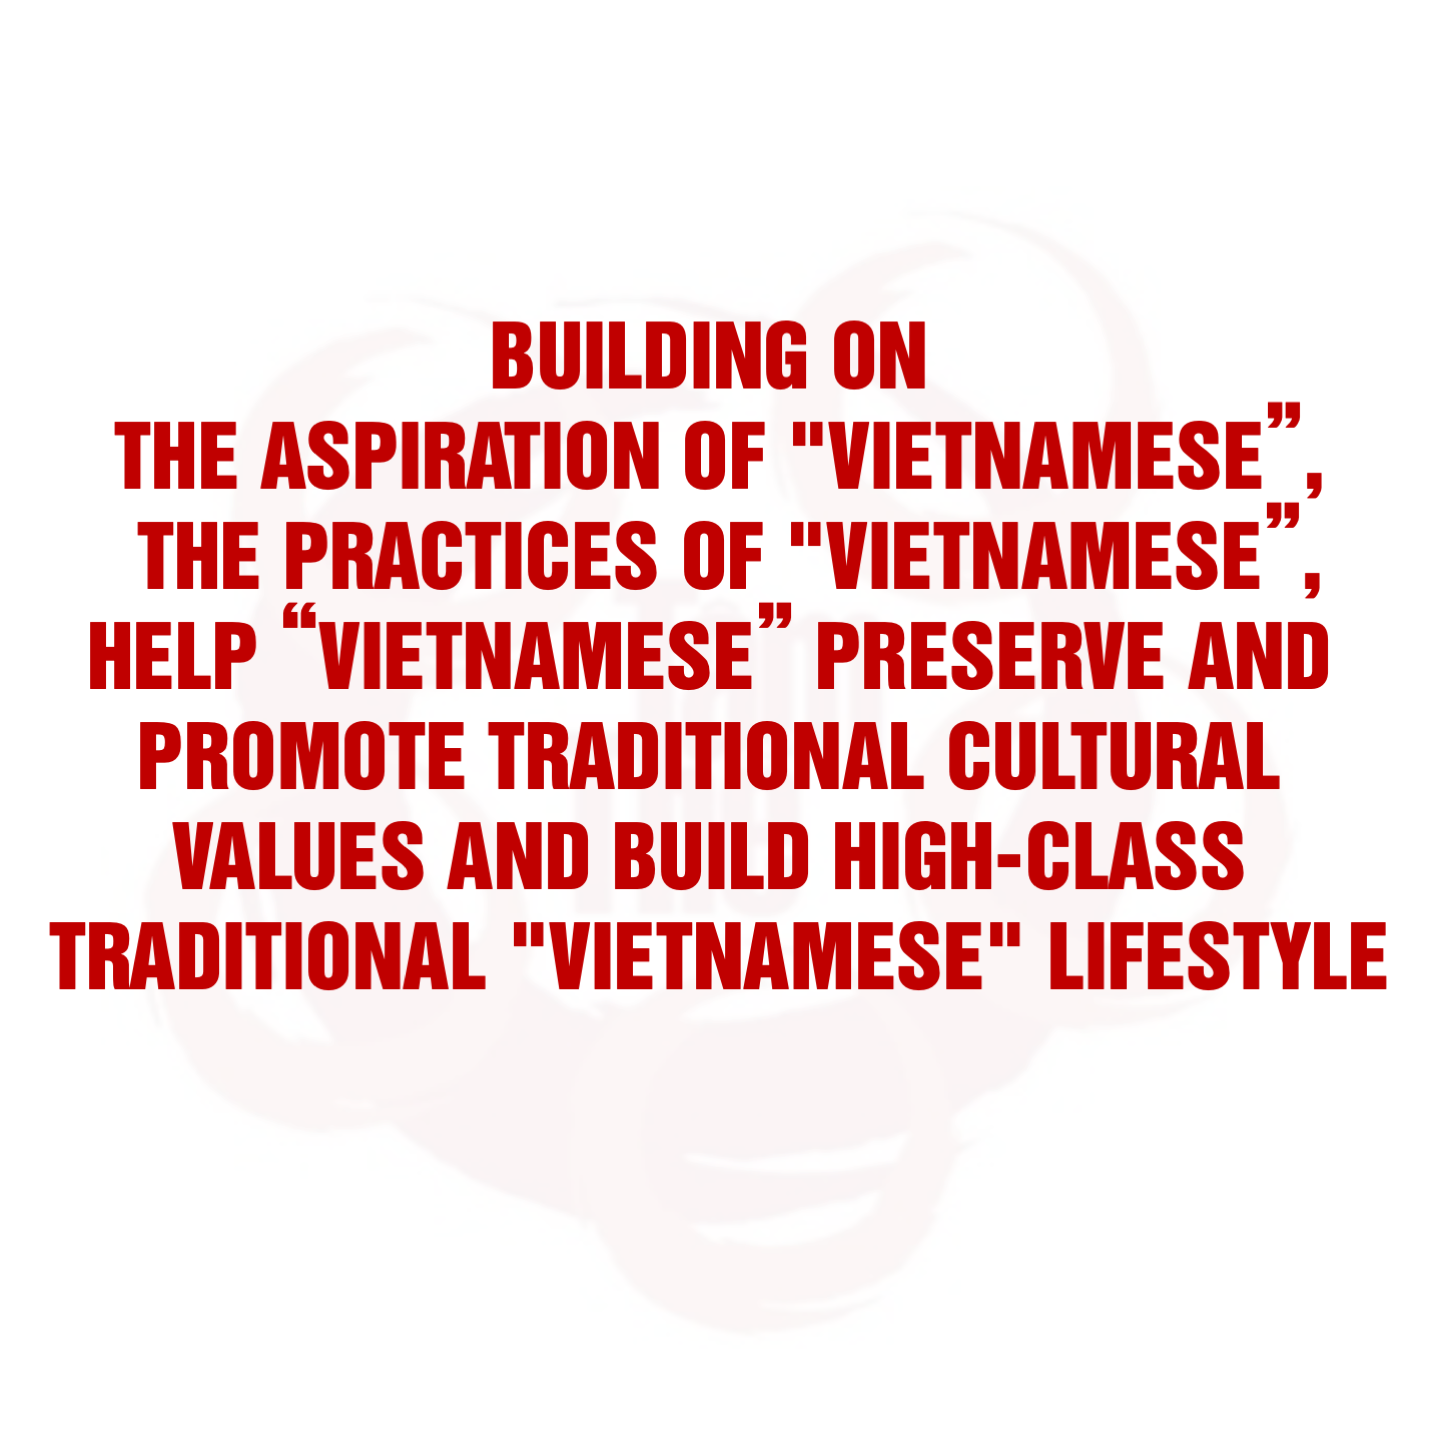 BUILDING ON
THE ASPIRATION OF "VIETNAMESE”,
THE PRACTICES OF "VIETNAMESE”,
HELP “VIETNAMESE” PRESERVE AND
PROMOTE TRADITIONAL CULTURAL
VALUES AND BUILD HIGH-CLASS
TRADITIONAL "VIETNAMESE" LIFESTYLE